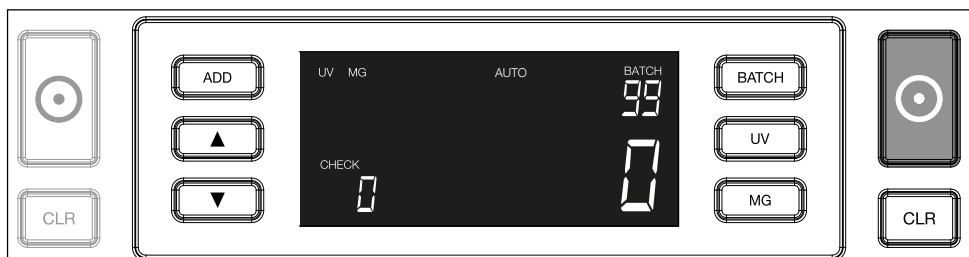 ADD
UV MG AUTO BATCH
99
BATCH
▲
UV
CHECK
0
0
▼
MG
CLR
CLR